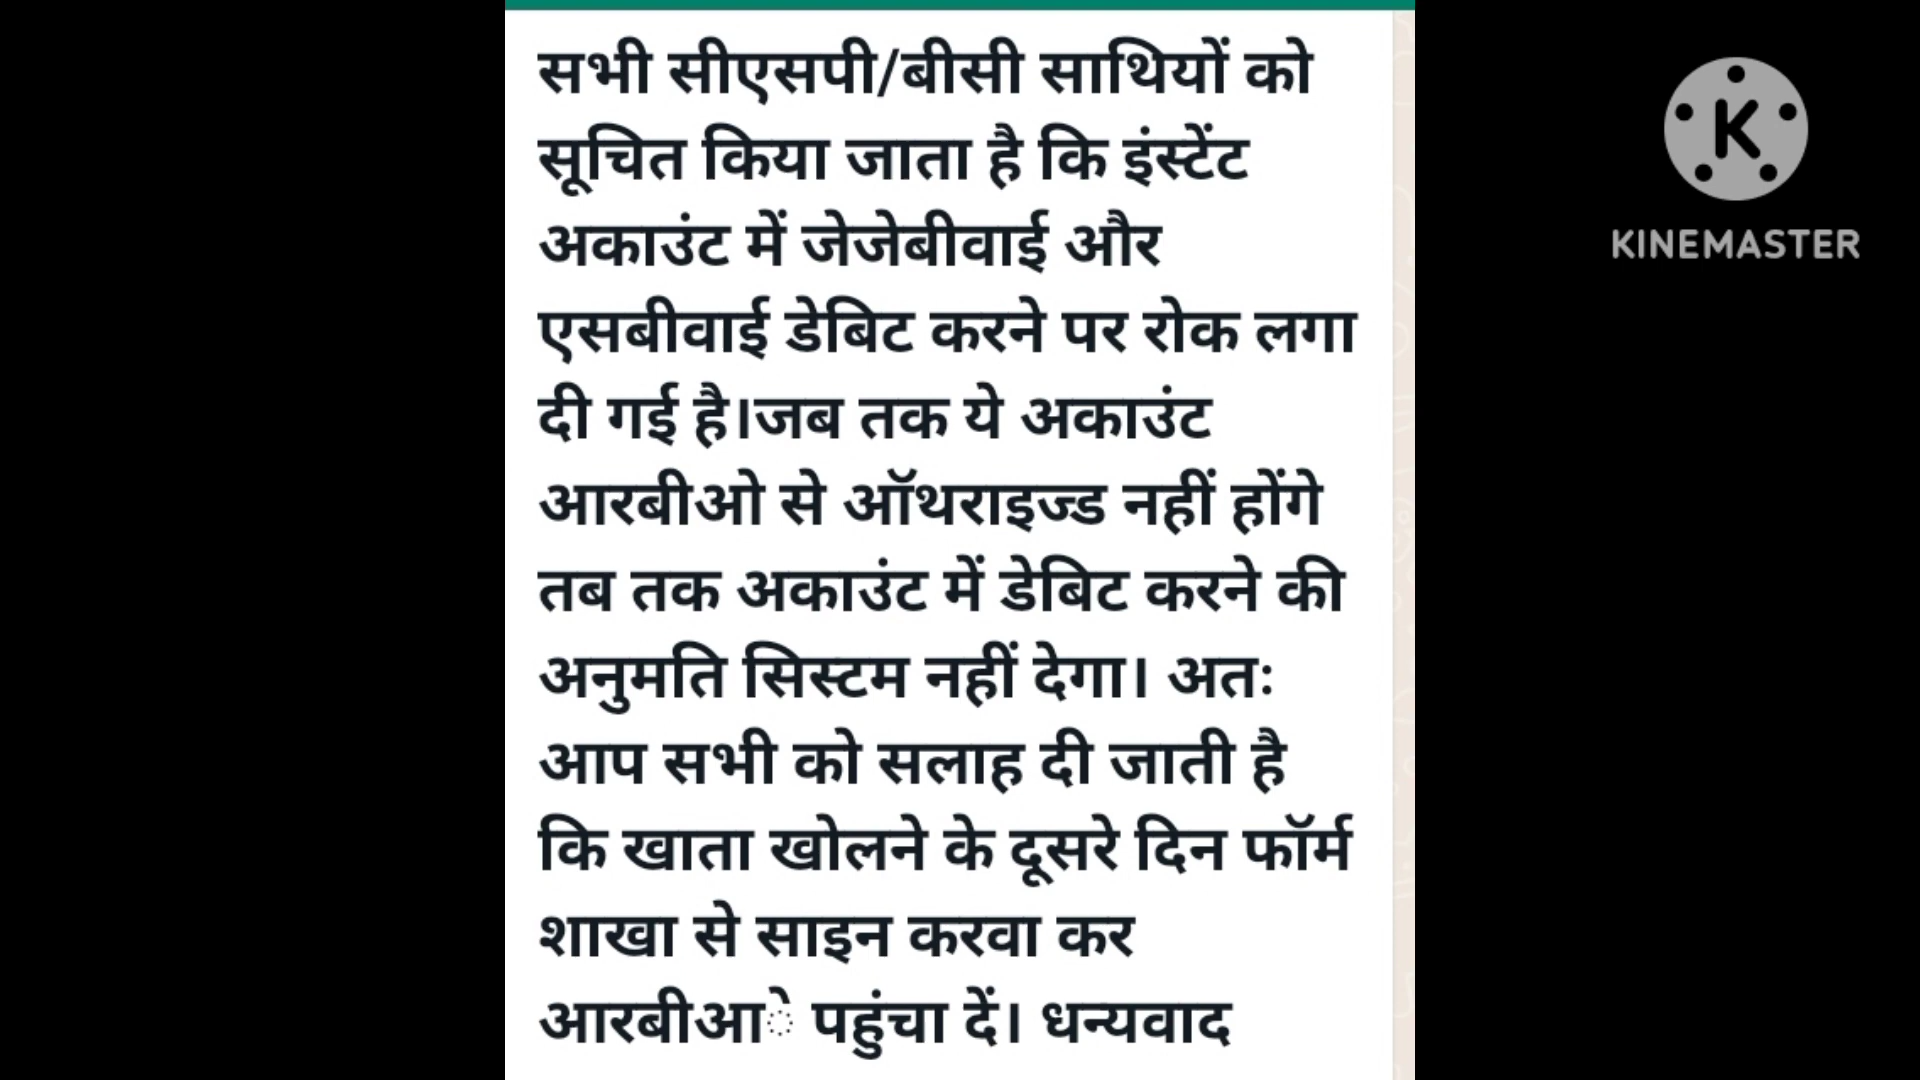 सभी सीएसपी/बीसी साथियों को
सूचित किया जाता है कि इंस्टेंट
अकाउंट में जेजेबीवाई और
एसबीवाई डेबिट करने पर रोक लगा
दी गई है।जब तक ये अकाउंट
आरबीओ से ऑथराइज्ड नहीं होंगे
तब तक अकाउंट में डेबिट करने की
अनुमति सिस्टम नहीं देगा। अतः
आप सभी को सलाह दी जाती है
कि खाता खोलने के दूसरे दिन फॉर्म
शाखा से साइन करवा कर
आरबीआे पहुंचा दें। धन्यवाद
K
KINEMASTER